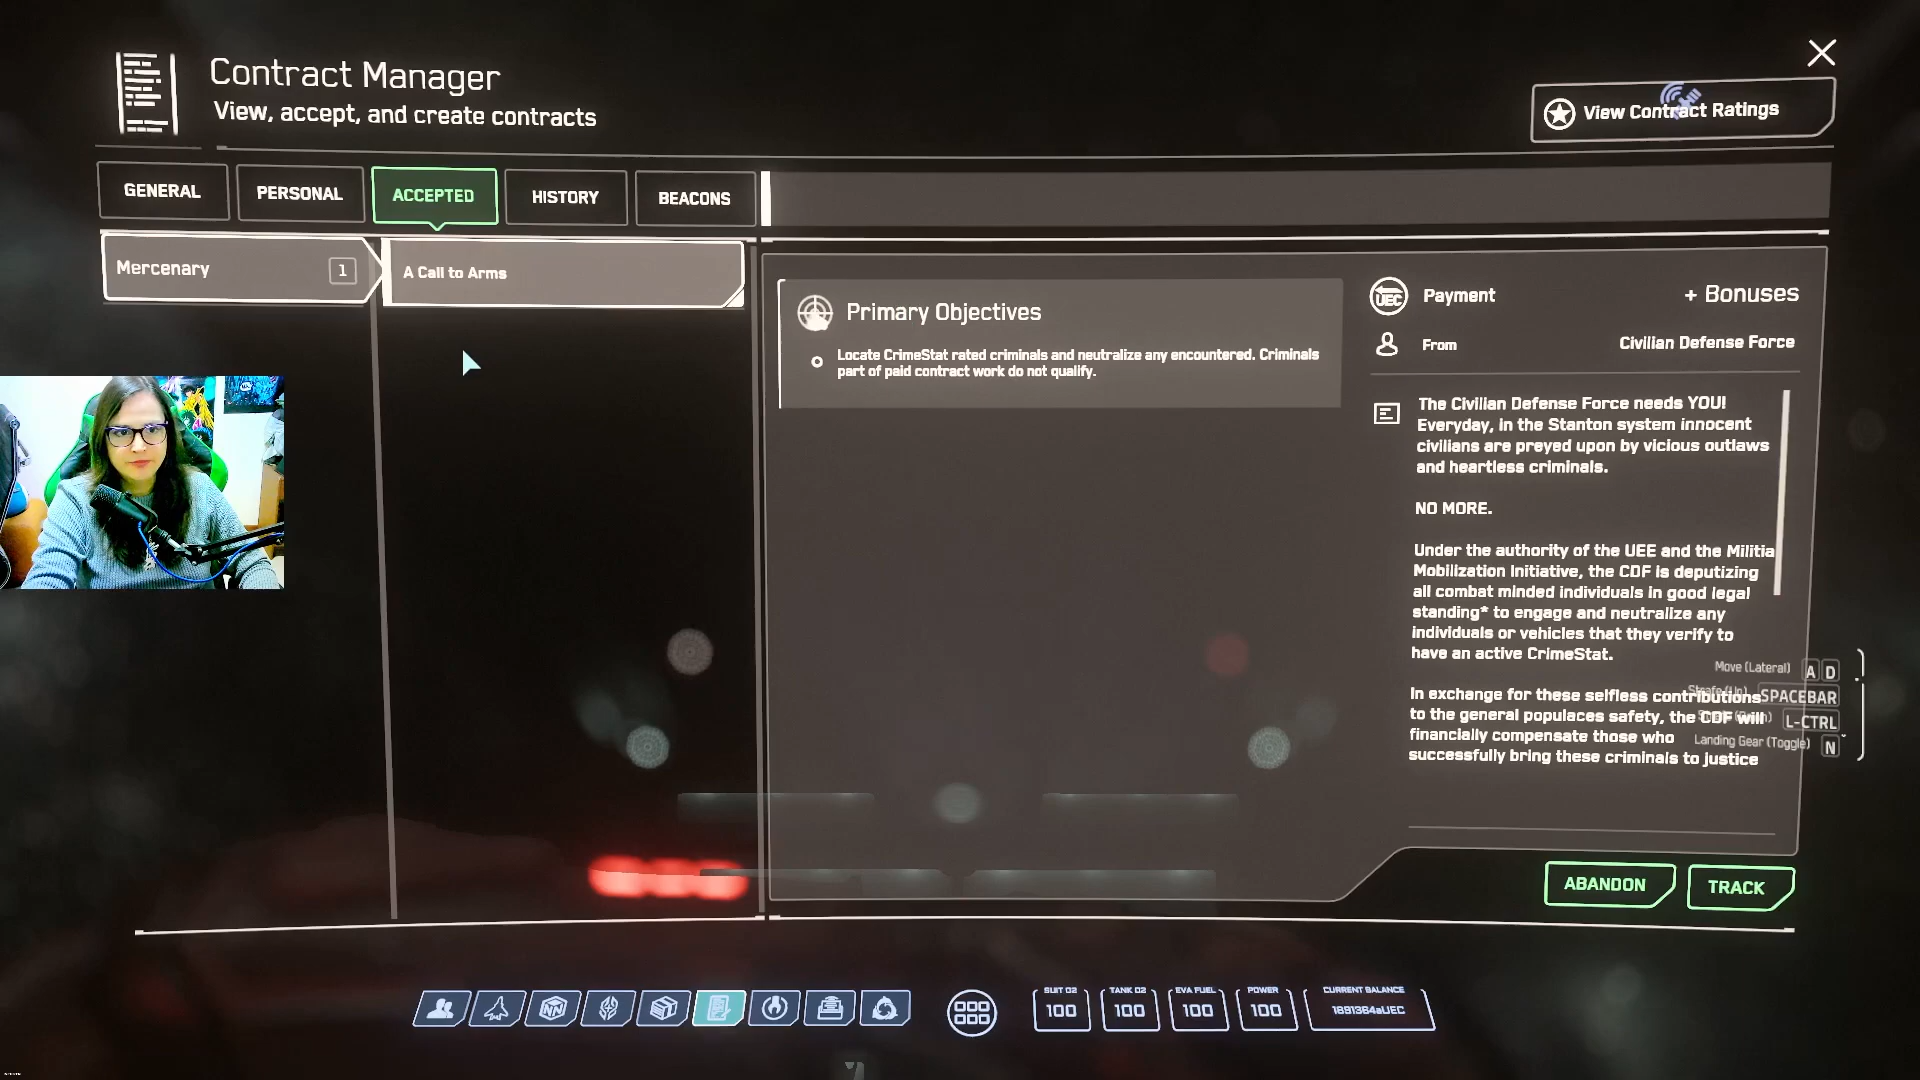 Contract Manager
View, accept, and create contracts
View Contract Ratings
GENERAL
PERSONAL
ACCEPTED
HISTORY
BEACONS
Mercenary
1
A Call to Arms
Primary Objectives
Locate CrimeStat rated criminals and neutralize any encountered. Criminals
part of paid contract work do not qualify.
UEC
Payment
+ Bonuses
From
Civilian Defense Force
The Civilian Defense Force needs YOU!
Everyday, in the Stanton system innocent
civilians are preyed upon by vicious outlaws
and heartless criminals.
NO MORE.
Under the authority of the UEE and the Militia
Mobilization Initiative, the CDF is deputizing
all combat minded individuals in good legal
standing* to engage and neutralize any
individuals or vehicles that they verify to
have an active CrimeStat.
In exchange for these selfless contributions
to the general populaces safety, the CDF will
financially compensate those who
successfully bring these criminals to justice
Move (Lateral) A D
Strafe (Up) SPACEBAR
L-CTRL
Landing Gear (Toggle) N
ABANDON
TRACK
SUIT O2
100
TANK O2
100
EVA FUEL
100
POWER
100
CURRENT BALANCE
1891364aUEC